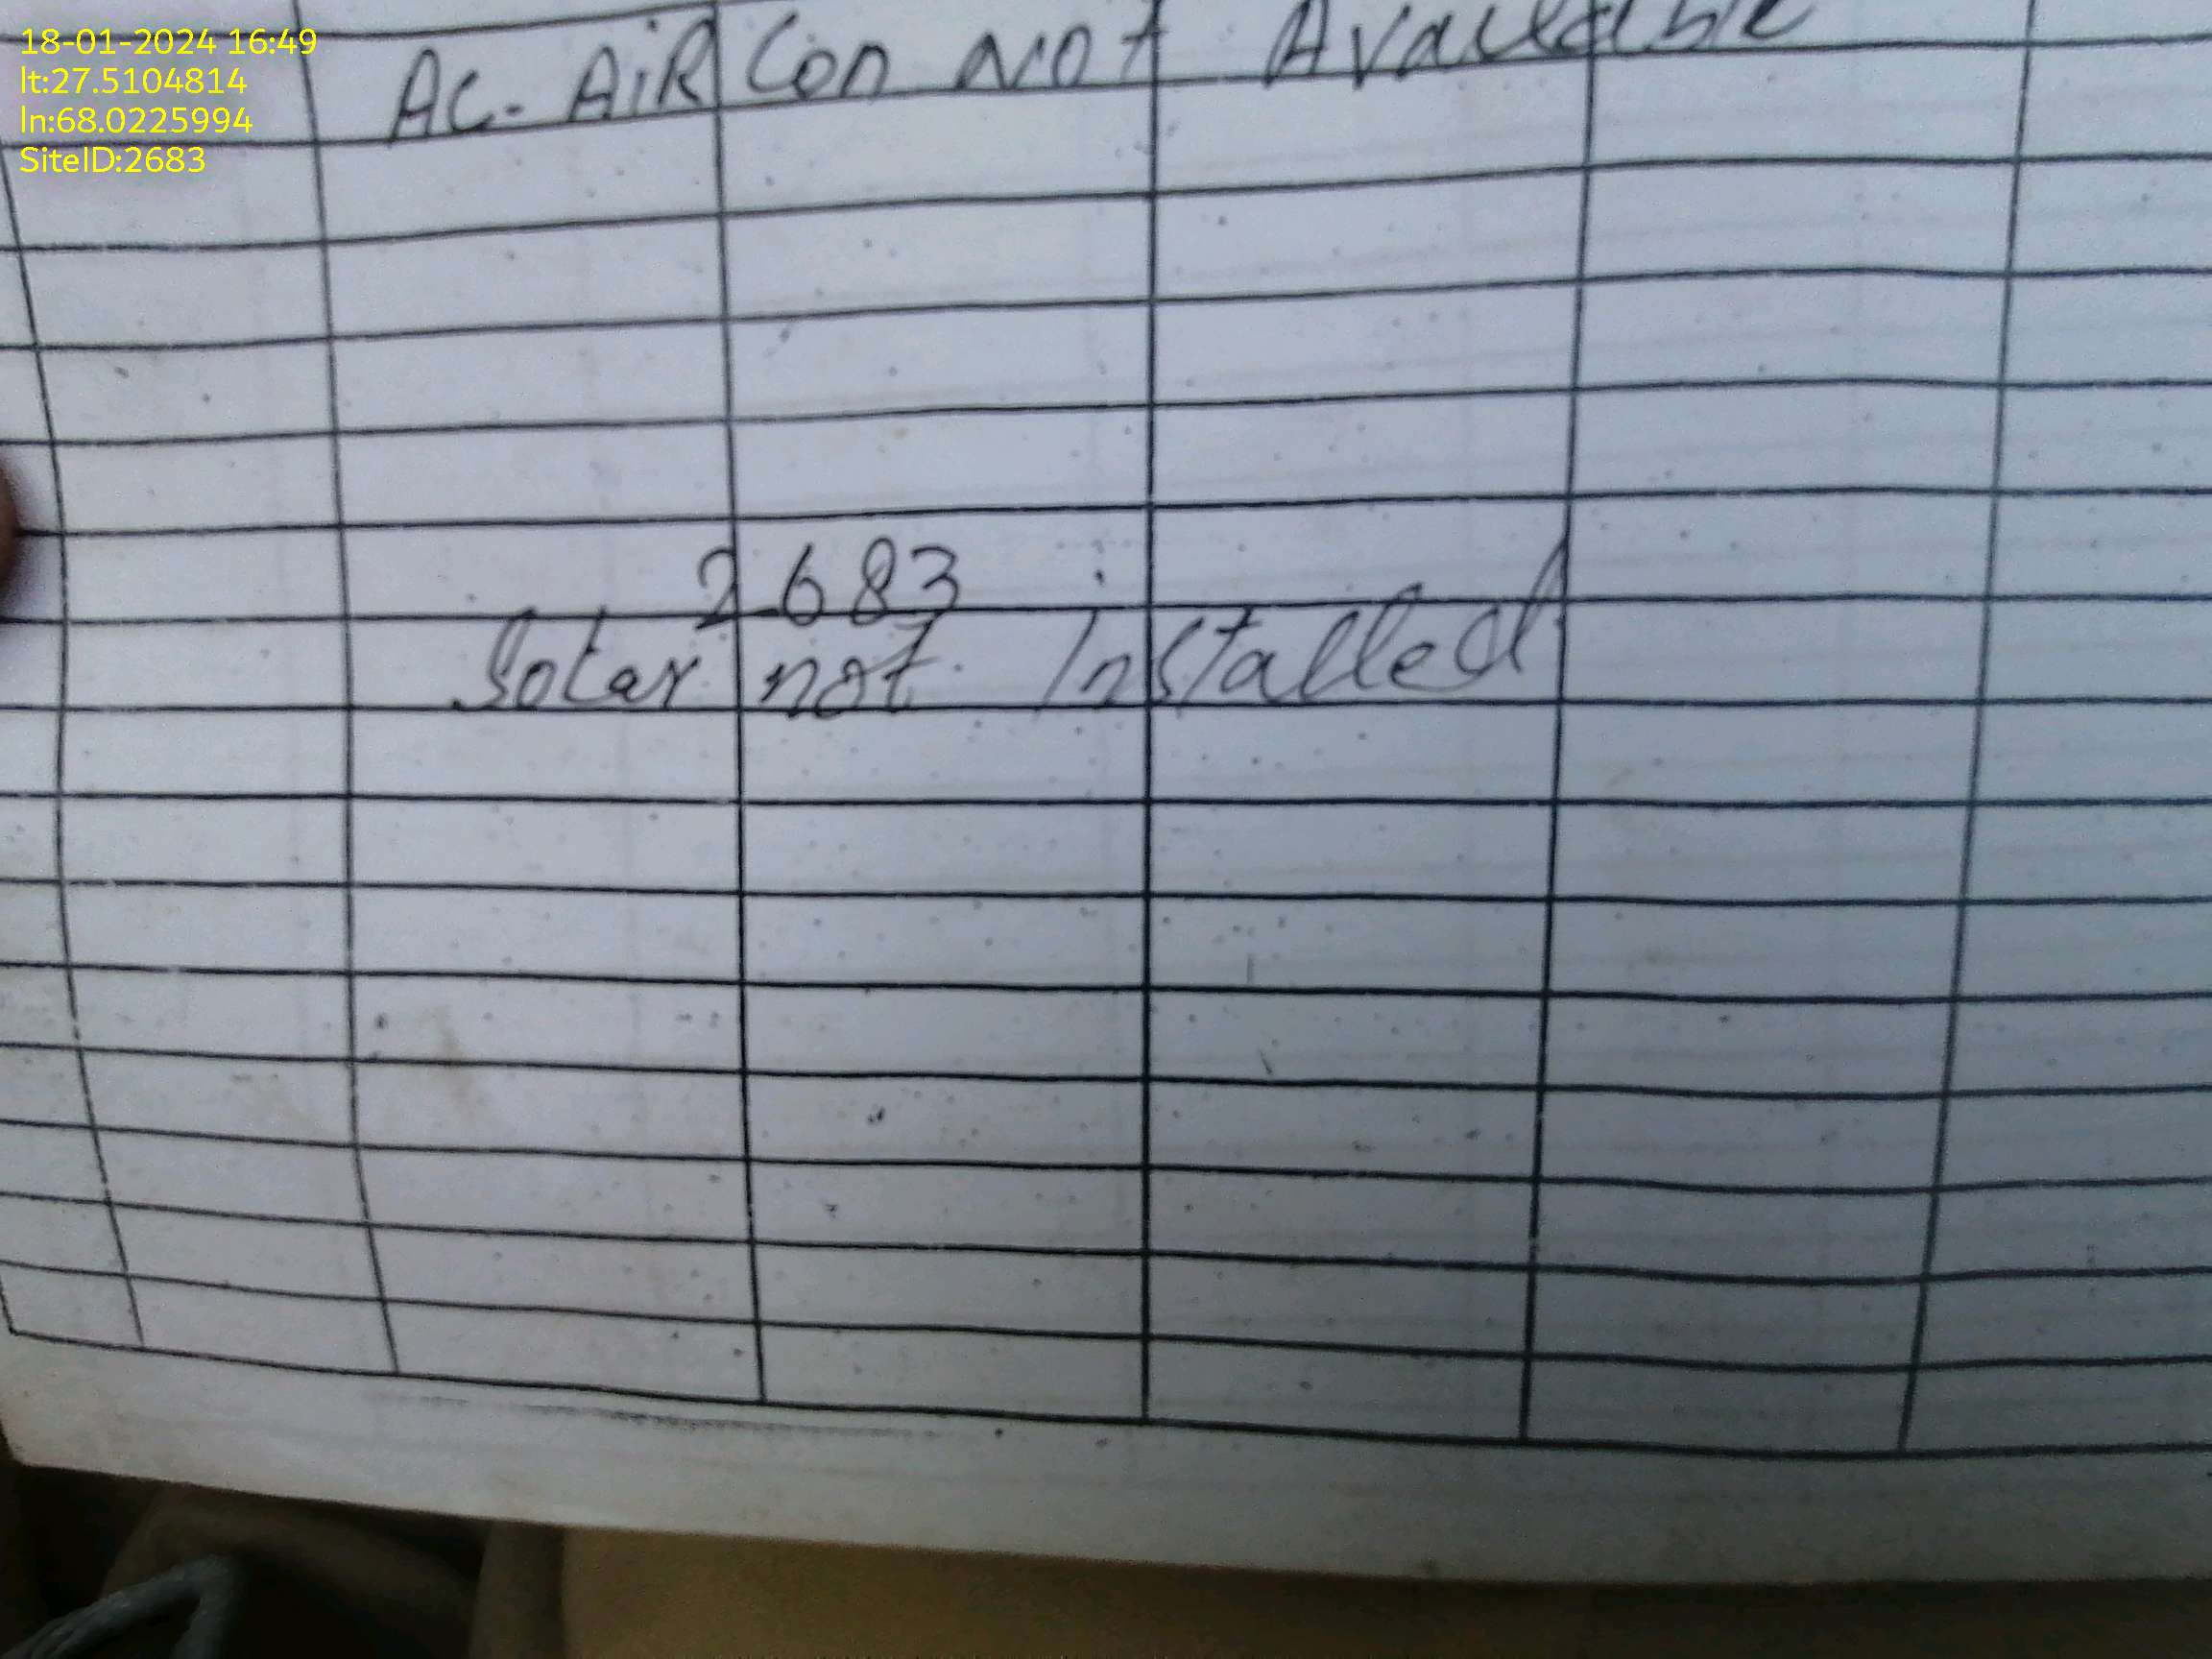 18-01-2024 16:49
lt:27.5104814
ln:68.0225994
SiteID:2683
AC. AiR Con NOt Available
2683
Solar not Installed